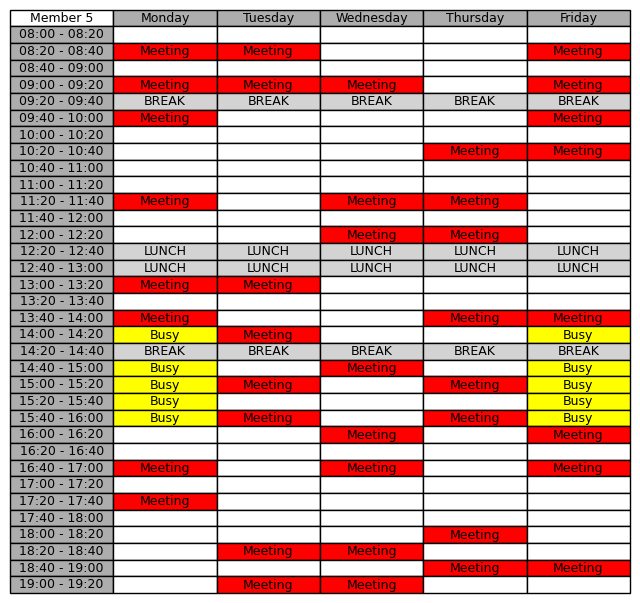 Member 5 Monday Tuesday Wednesday Thursday Friday
08:00 - 08:20
08:20 - 08:40 Meeting Meeting Meeting
08:40 - 09:00
09:00 - 09:20 Meeting Meeting Meeting Meeting
09:20 - 09:40 BREAK BREAK BREAK BREAK BREAK
09:40 - 10:00 Meeting Meeting
10:00 - 10:20
10:20 - 10:40 Meeting Meeting
10:40 - 11:00
11:00 - 11:20
11:20 - 11:40 Meeting Meeting Meeting
11:40 - 12:00
12:00 - 12:20 Meeting Meeting
12:20 - 12:40 LUNCH LUNCH LUNCH LUNCH LUNCH
12:40 - 13:00 LUNCH LUNCH LUNCH LUNCH LUNCH
13:00 - 13:20 Meeting Meeting
13:20 - 13:40
13:40 - 14:00 Meeting Meeting Meeting
14:00 - 14:20 Busy Meeting Busy
14:20 - 14:40 BREAK BREAK BREAK BREAK BREAK
14:40 - 15:00 Busy Meeting Busy
15:00 - 15:20 Busy Meeting Meeting Busy
15:20 - 15:40 Busy Busy
15:40 - 16:00 Busy Meeting Meeting Busy
16:00 - 16:20 Meeting Meeting
16:20 - 16:40
16:40 - 17:00 Meeting Meeting Meeting
17:00 - 17:20
17:20 - 17:40 Meeting
17:40 - 18:00
18:00 - 18:20 Meeting
18:20 - 18:40 Meeting Meeting
18:40 - 19:00 Meeting Meeting
19:00 - 19:20 Meeting Meeting